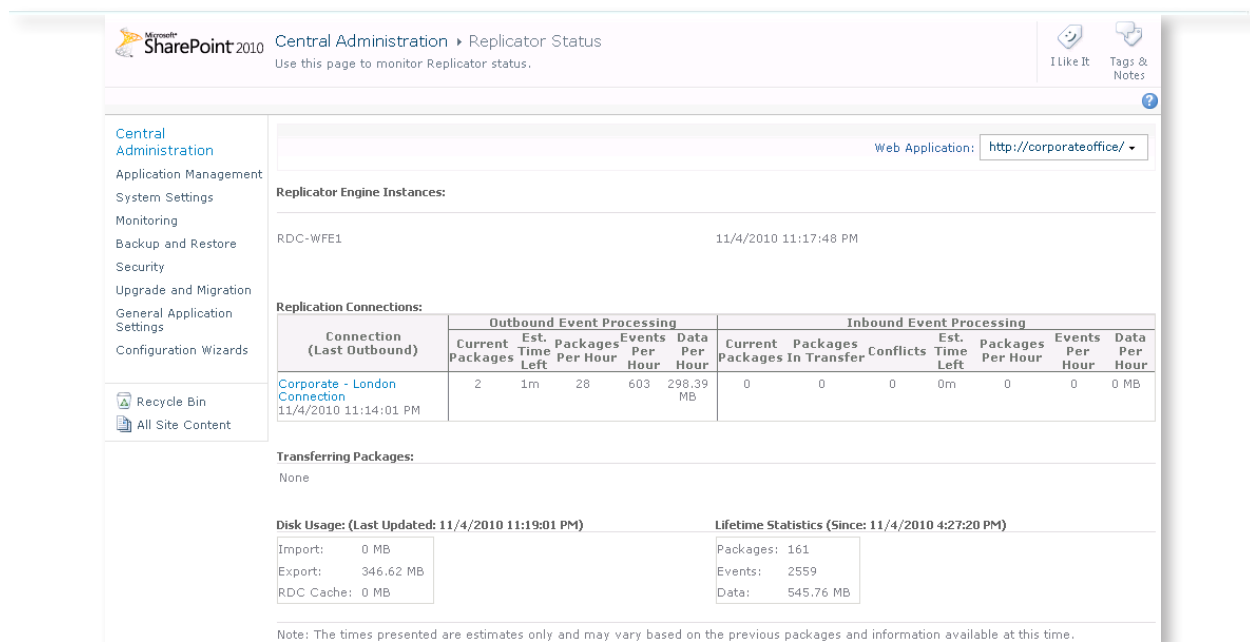 Microsoft®
SharePoint 2010
Central Administration ▸ Replicator Status
Use this page to monitor Replicator status.
I Like It
Tags & Notes
Central Administration
Application Management
System Settings
Monitoring
Backup and Restore
Security
Upgrade and Migration
General Application Settings
Configuration Wizards
Recycle Bin
All Site Content
Web Application: http://corporateoffice/
Replicator Engine Instances:
RDC-WFE1 11/4/2010 11:17:48 PM
Replication Connections:
Connection (Last Outbound)
Outbound Event Processing
Current Packages Est. Time Left Packages Per Hour Events Per Hour Data Per Hour
Inbound Event Processing
Current Packages Packages In Transfer Conflicts Est. Time Left Packages Per Hour Events Per Hour Data Per Hour
Corporate - London Connection
11/4/2010 11:14:01 PM
2 1m 28 603 298.39 MB 0 0 0 0m 0 0 0 MB
Transferring Packages:
None
Disk Usage: (Last Updated: 11/4/2010 11:19:01 PM)
Import: 0 MB
Export: 346.62 MB
RDC Cache: 0 MB
Lifetime Statistics (Since: 11/4/2010 4:27:20 PM)
Packages: 161
Events: 2559
Data: 545.76 MB
Note: The times presented are estimates only and may vary based on the previous packages and information available at this time.